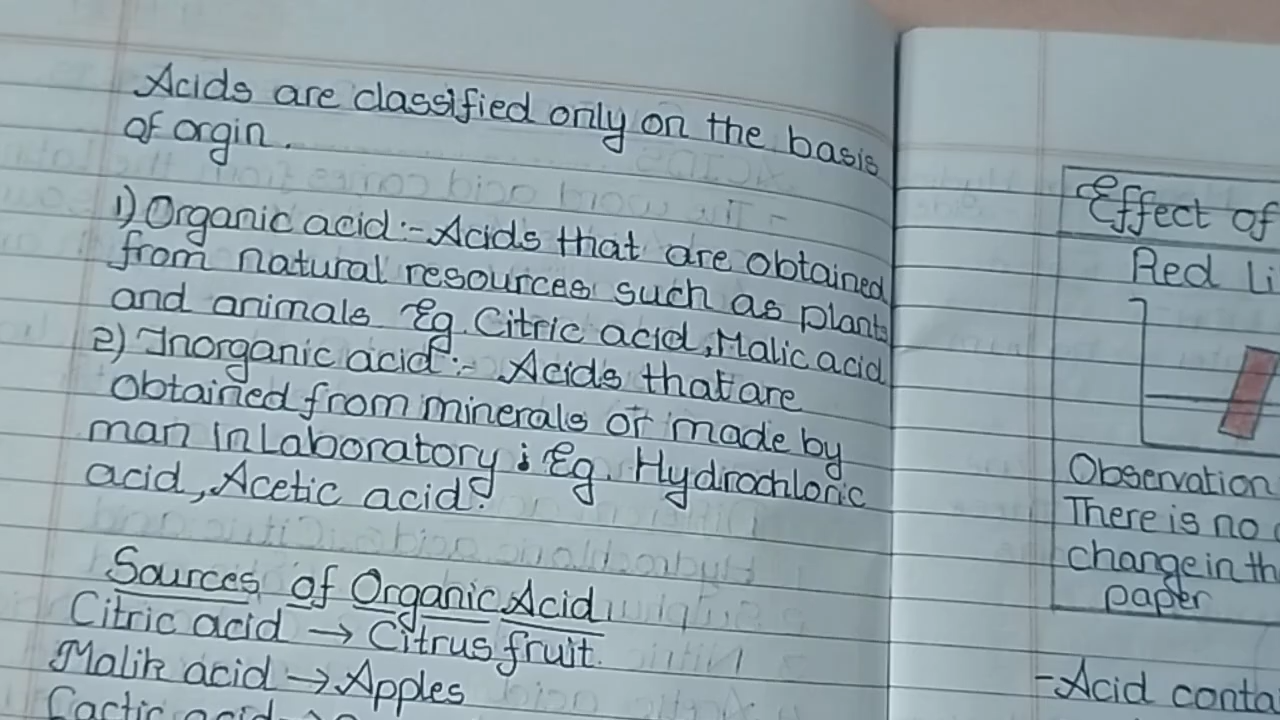 Acids are classified only on the basis
of orgin.
1) Organic acid:- Acids that are obtained
from natural resources such as plants
and animals Eg. Citric acid, Malic acid
2) Inorganic acid:- Acids that are
obtained from minerals or made by
man in Laboratory ; Eg. Hydrochloric
acid, Acetic acid.
Sources of Organic Acid
Citric acid → Citrus fruit.
Malik acid → Apples
Lactic acid →
Effect of
Red Li
Observation
There is no
change in th
paper
- Acid conta